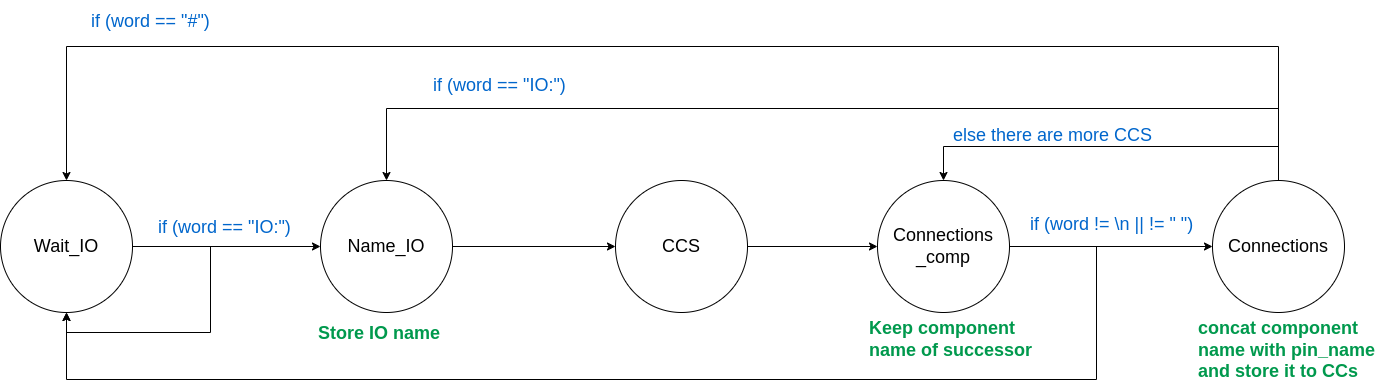 if (word == "#")
if (word == "IO:")
else there are more CCS
if (word == "IO:")
if (word != \n || != " ")
Wait_IO
Name_IO
CCS
Connections
_comp
Connections
Store IO name
Keep component
name of successor
concat component
name with pin_name
and store it to CCs